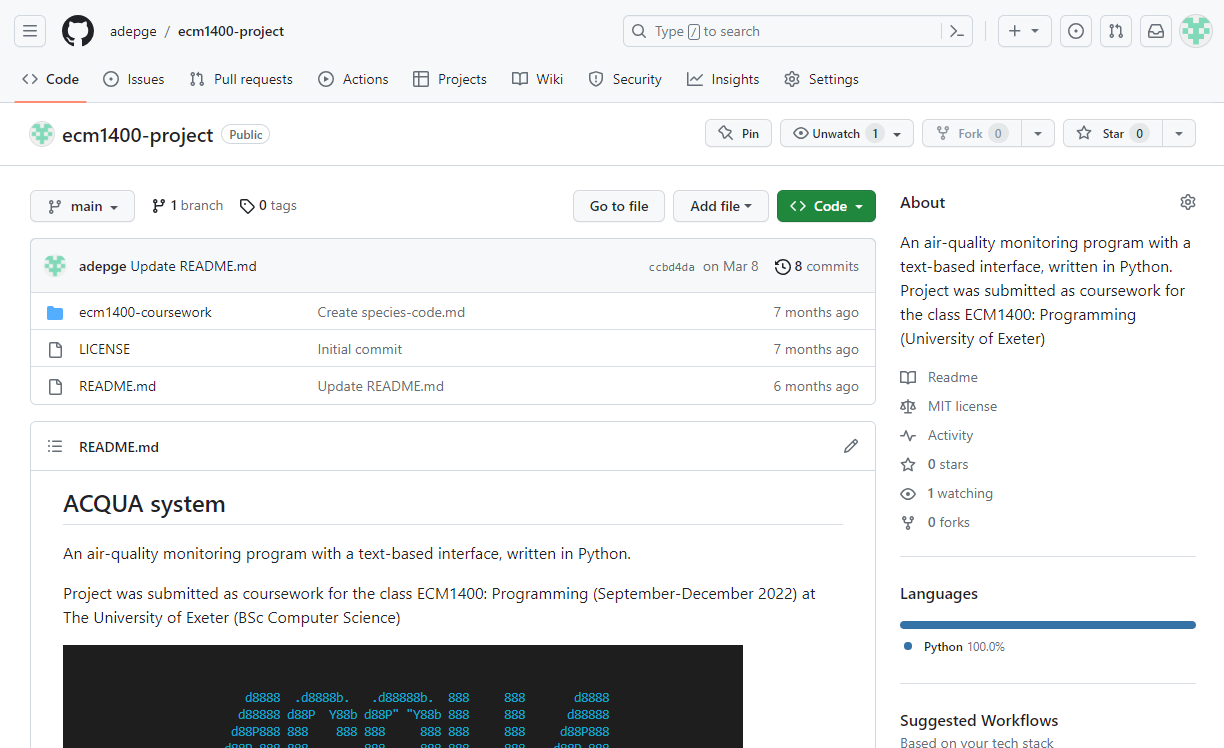 adepge / ecm1400-project
Type / to search
Code Issues Pull requests Actions Projects Wiki Security Insights Settings
ecm1400-project Public
Pin Unwatch 1 Fork 0 Star 0
main 1 branch 0 tags Go to file Add file Code
adepge Update README.md ccbd4da on Mar 8 8 commits
ecm1400-coursework Create species-code.md 7 months ago
LICENSE Initial commit 7 months ago
README.md Update README.md 6 months ago
README.md
ACQUA system
An air-quality monitoring program with a text-based interface, written in Python.
Project was submitted as coursework for the class ECM1400: Programming (September-December 2022) at
The University of Exeter (BSc Computer Science)
d8888 .d8888b. .d88888b. 888 888 d8888
d88888 d88P Y88b d88P" "Y88b 888 888 d88888
d88P888 888 888 888 888 888 888 d88P888
About
An air-quality monitoring program with a
text-based interface, written in Python.
Project was submitted as coursework for
the class ECM1400: Programming
(University of Exeter)
Readme
MIT license
Activity
0 stars
1 watching
0 forks
Languages
Python 100.0%
Suggested Workflows
Based on your tech stack